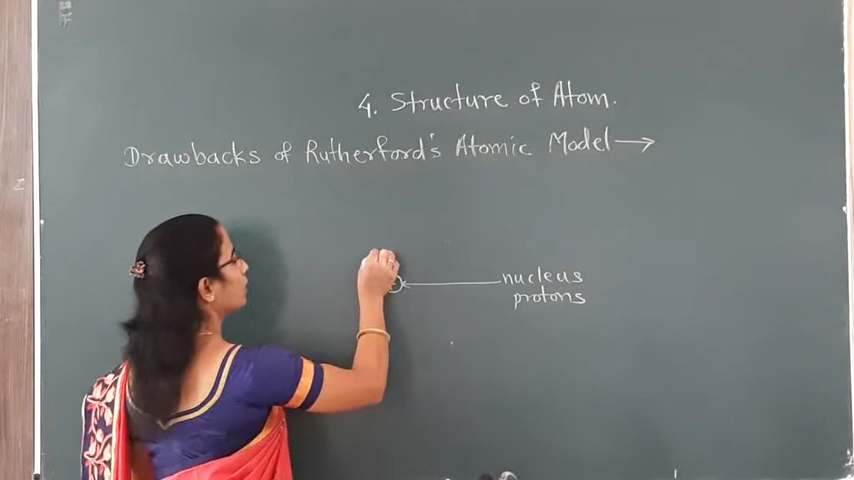 4. Structure of Atom.
Drawbacks of Rutherford's Atomic Model →
nucleus
protons